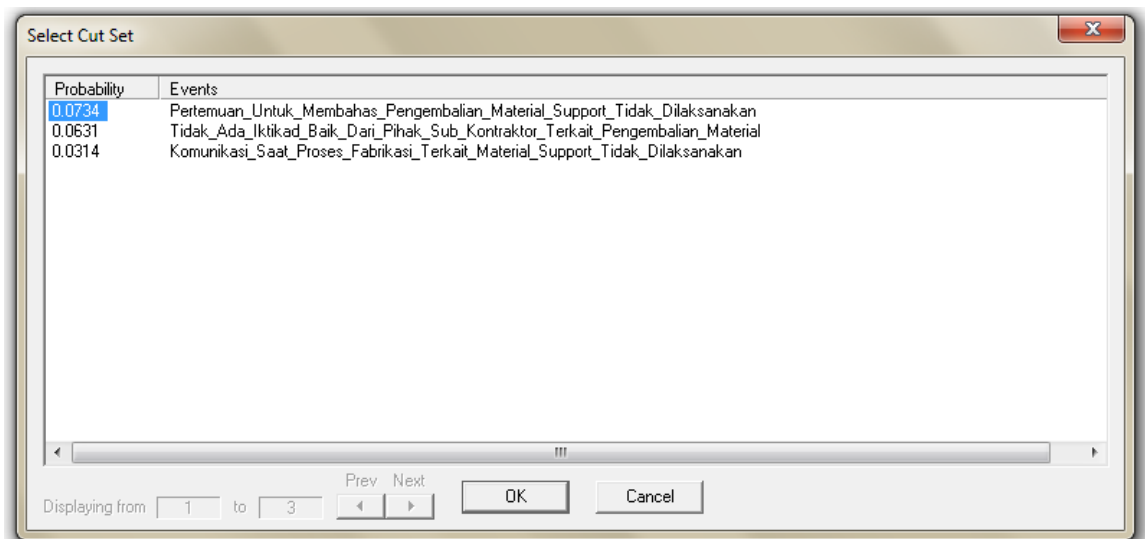 Select Cut Set
Probability Events
0.0734 Pertemuan_Untuk_Membahas_Pengembalian_Material_Support_Tidak_Dilaksanakan
0.0631 Tidak_Ada_Iktikad_Baik_Dari_Pihak_Sub_Kontraktor_Terkait_Pengembalian_Material
0.0314 Komunikasi_Saat_Proses_Fabrikasi_Terkait_Material_Support_Tidak_Dilaksanakan
Prev Next
Displaying from 1 to 3 OK Cancel